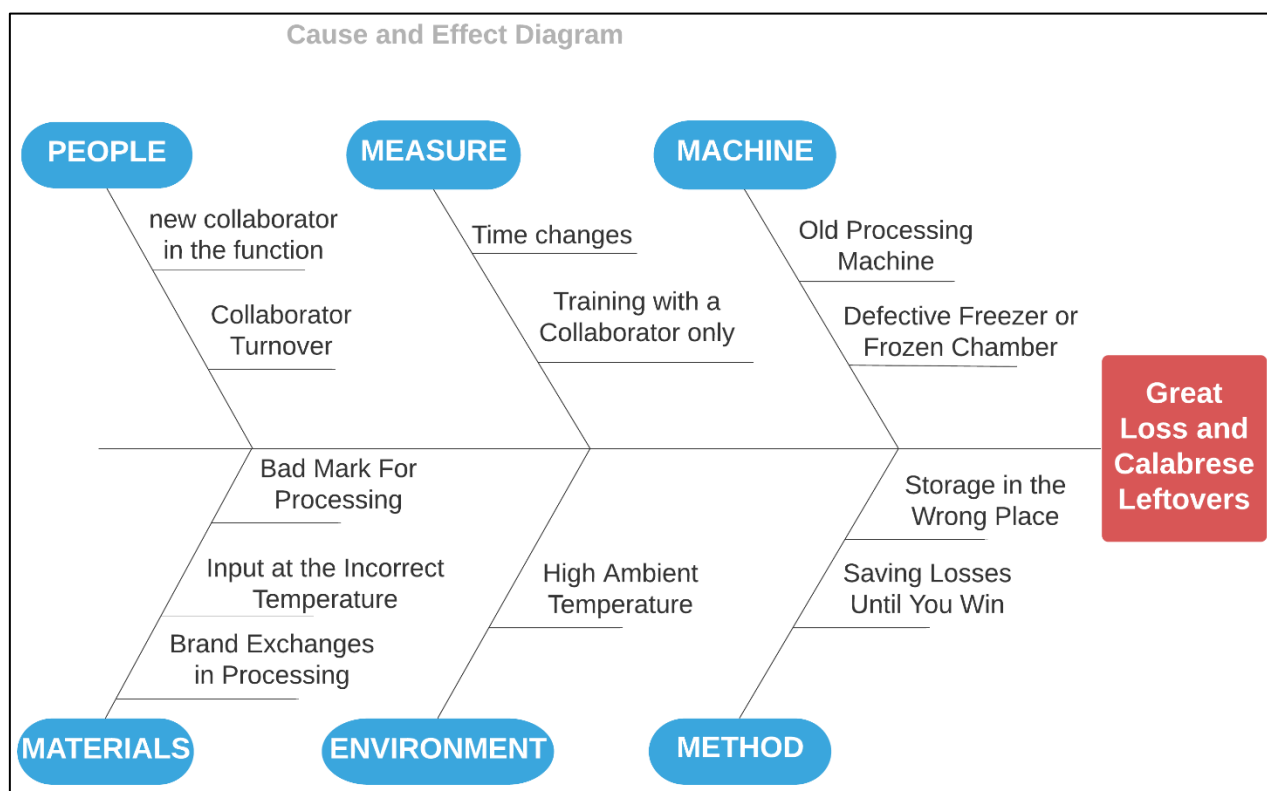 Cause and Effect Diagram
PEOPLE
MEASURE
MACHINE
new collaborator
in the function
Collaborator
Turnover
Time changes
Training with a
Collaborator only
Old Processing
Machine
Defective Freezer or
Frozen Chamber
Great
Loss and
Calabrese
Leftovers
Bad Mark For
Processing
Input at the Incorrect
Temperature
Brand Exchanges
in Processing
High Ambient
Temperature
Storage in the
Wrong Place
Saving Losses
Until You Win
MATERIALS
ENVIRONMENT
METHOD